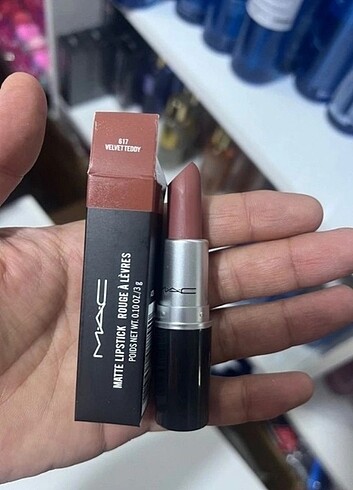 617
VELVET TEDDY
MAC
MATTE LIPSTICK ROUGE À LÈVRES
POIDS NET WT. 0.10 OZ/3 g
MAC